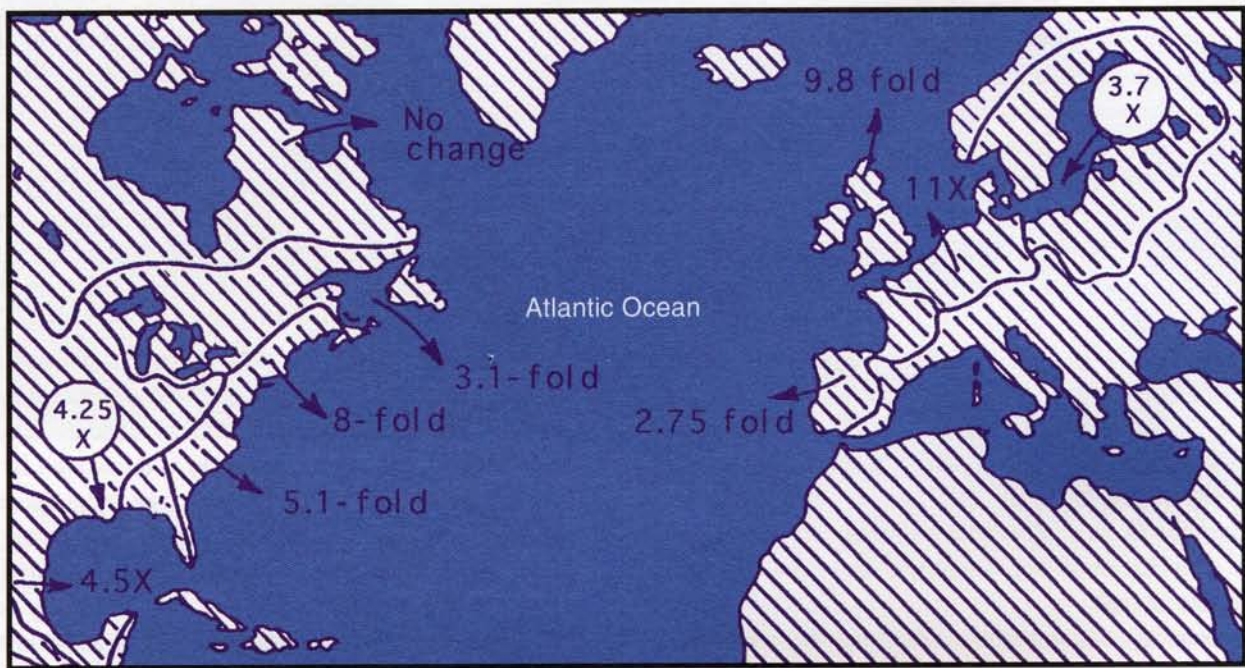 9.8 fold
3.7
X
No
change
11X
Atlantic Ocean
3.1-fold
4.25
X
8-fold
2.75 fold
5.1-fold
4.5X